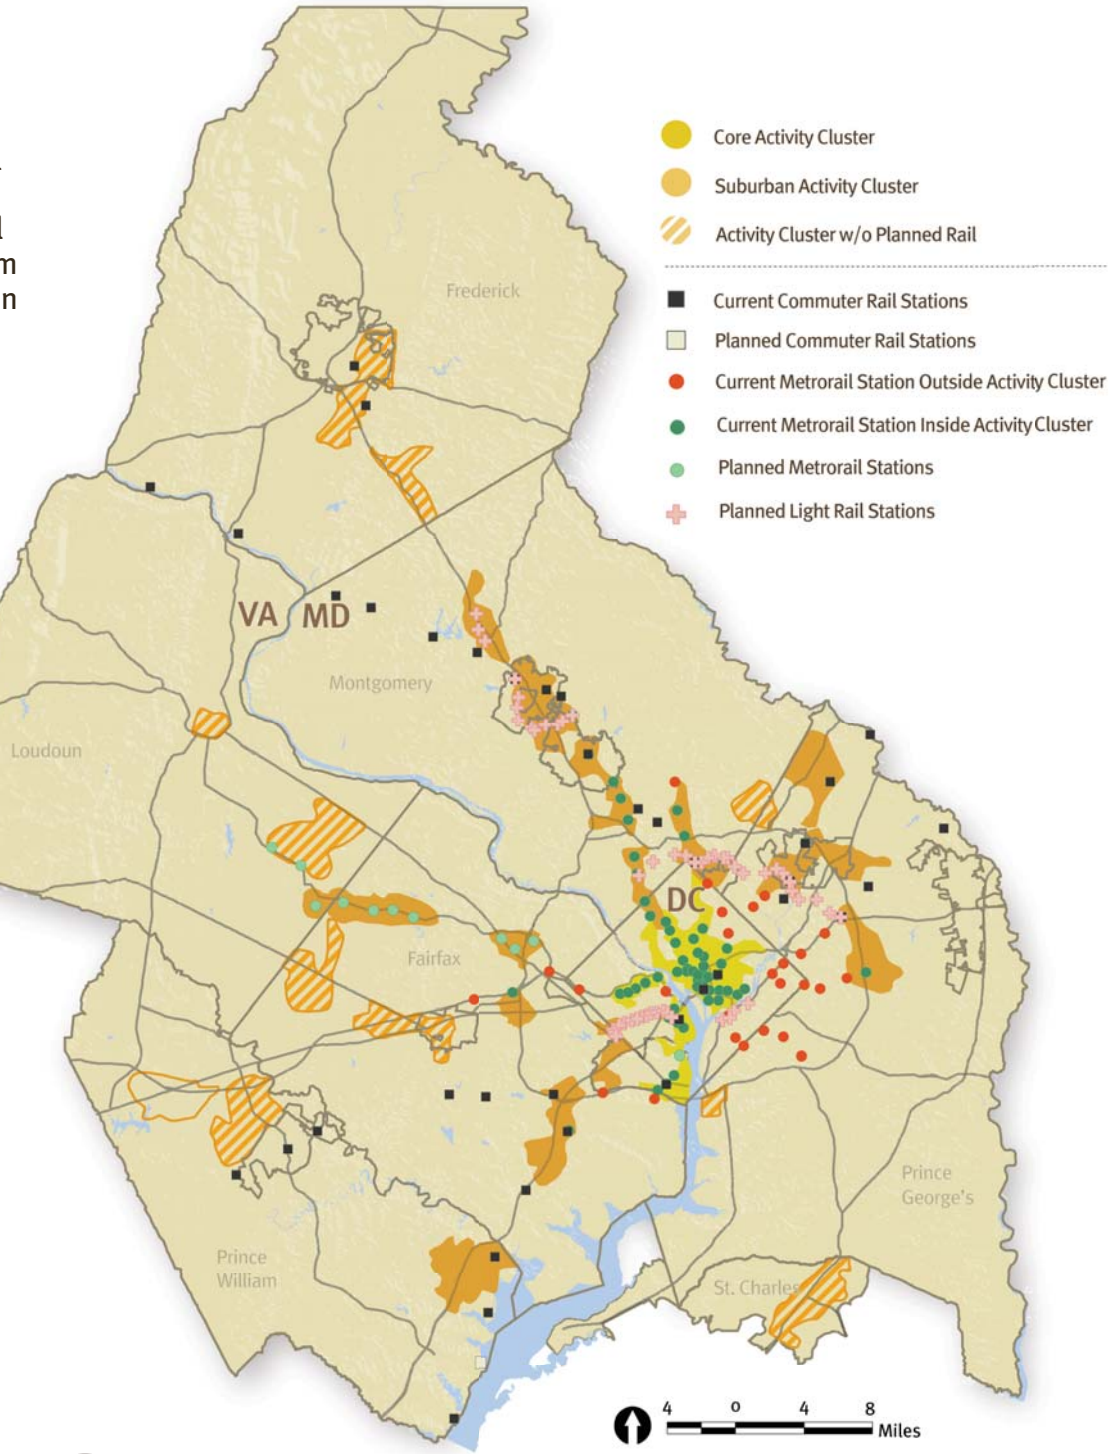 l
m
n
Core Activity Cluster
Suburban Activity Cluster
Activity Cluster w/o Planned Rail
Current Commuter Rail Stations
Planned Commuter Rail Stations
Current Metrorail Station Outside Activity Cluster
Current Metrorail Station Inside Activity Cluster
Planned Metrorail Stations
Planned Light Rail Stations
Frederick
VA MD
Montgomery
Loudoun
DC
Fairfax
Prince
George's
Prince
William
St. Charles
4 0 4 8
Miles